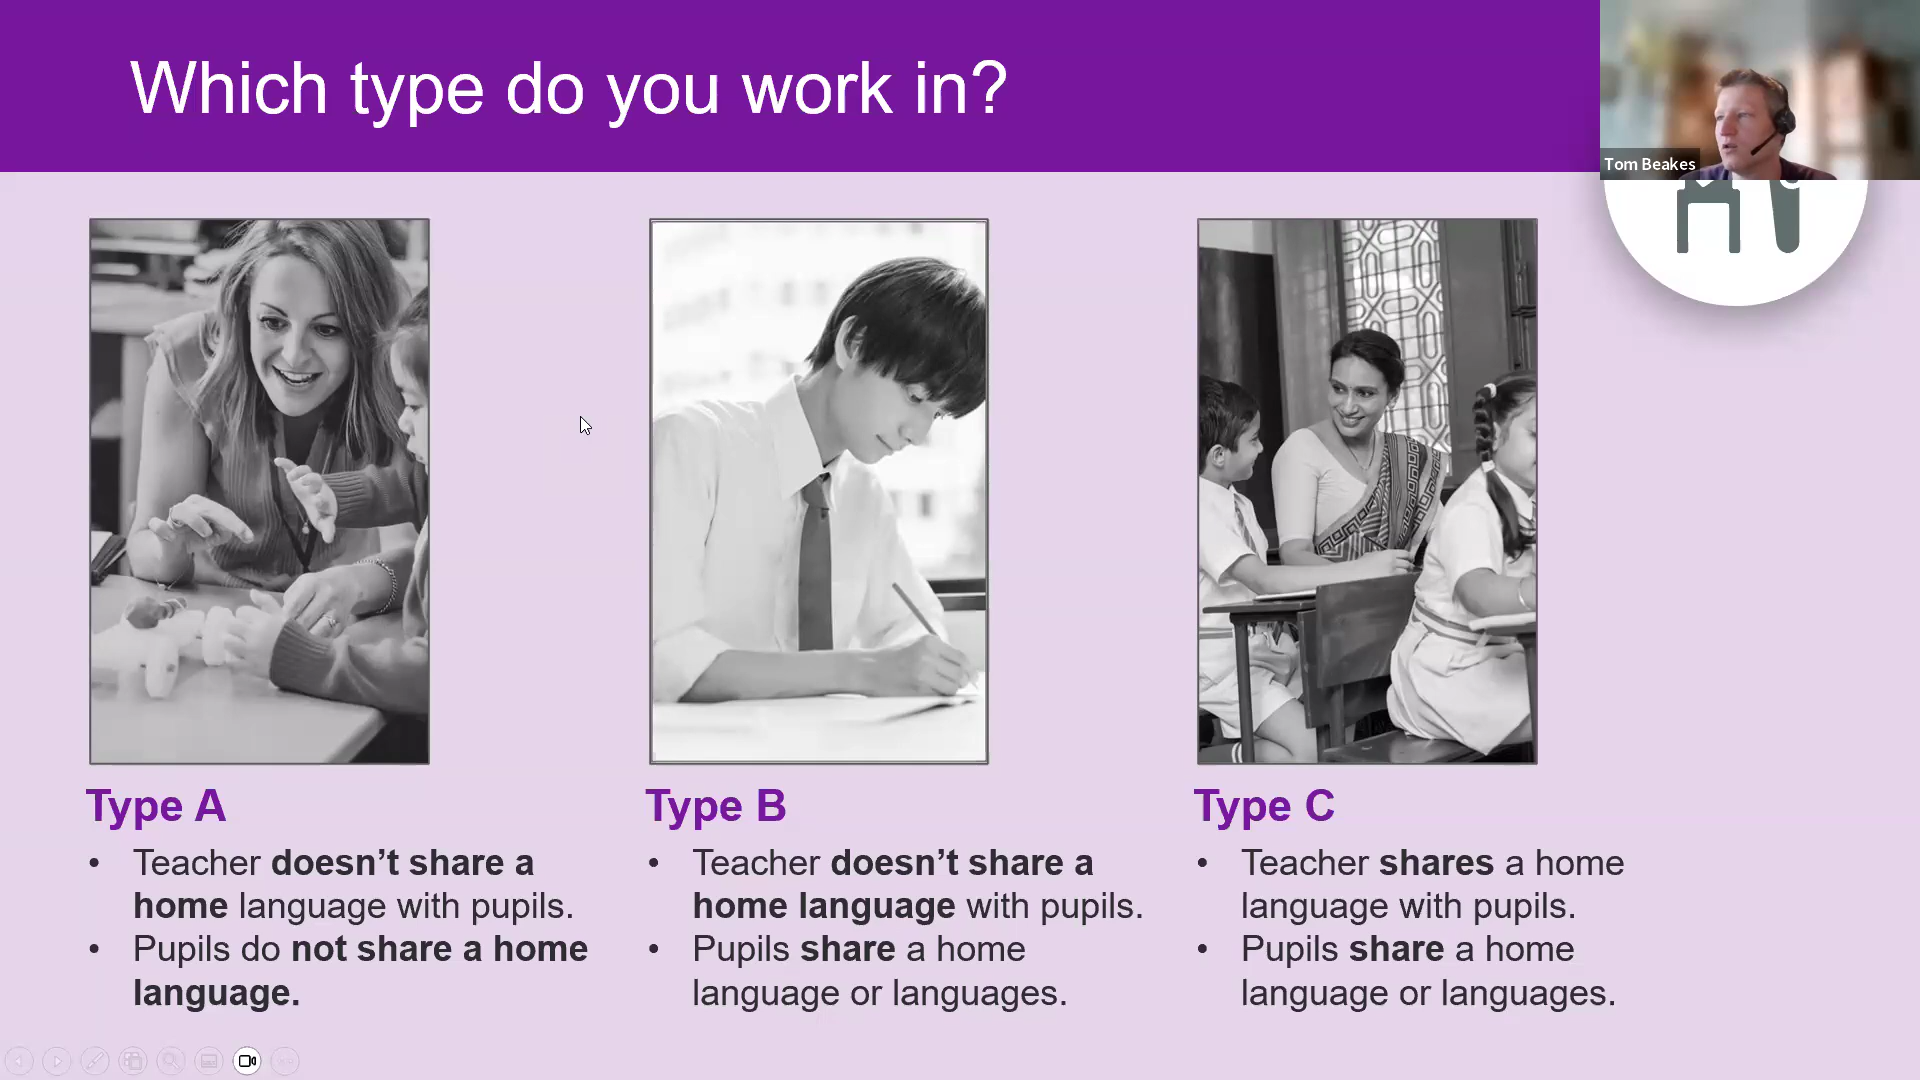 Which type do you work in?
Tom Beakes
Type A
• Teacher doesn’t share a
home language with pupils.
• Pupils do not share a home
language.
Type B
• Teacher doesn’t share a
home language with pupils.
• Pupils share a home
language or languages.
Type C
• Teacher shares a home
language with pupils.
• Pupils share a home
language or languages.